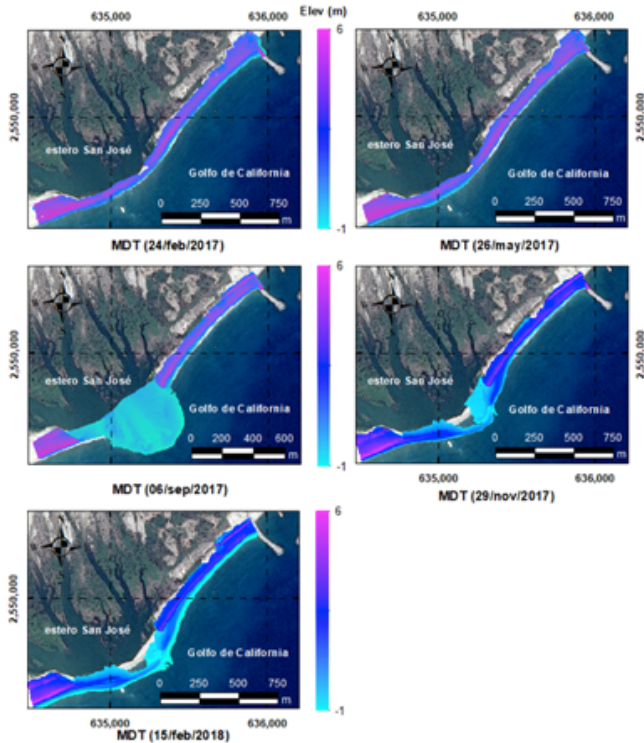 635,000 Elev (m) 636,000 635,000 636,000
6
2,550,000 2,550,000
estero San José estero San José
Golfo de California Golfo de California
0 250 500 750 0 250 500 750
m m
-1
MDT (24/feb/2017) MDT (26/may/2017)
6
2,550,000 2,550,000
estero San José estero San José
Golfo de California Golfo de California
0 200 400 600 0 250 500 750
m m
-1
635,000 636,000
MDT (06/sep/2017) MDT (29/nov/2017)
6
2,550,000
estero San José
Golfo de California
0 250 500 750
m
-1
635,000 636,000
MDT (15/feb/2018)